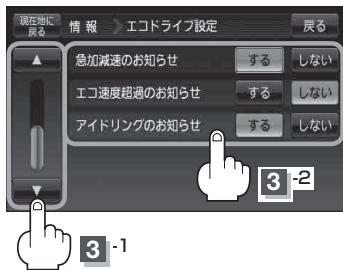 現在地に
戻る
情報 エコドライブ設定 戻る
▲
急加減速のお知らせ する しない
エコ速度超過のお知らせ する しない
アイドリングのお知らせ する しない
▼
3-2
3-1